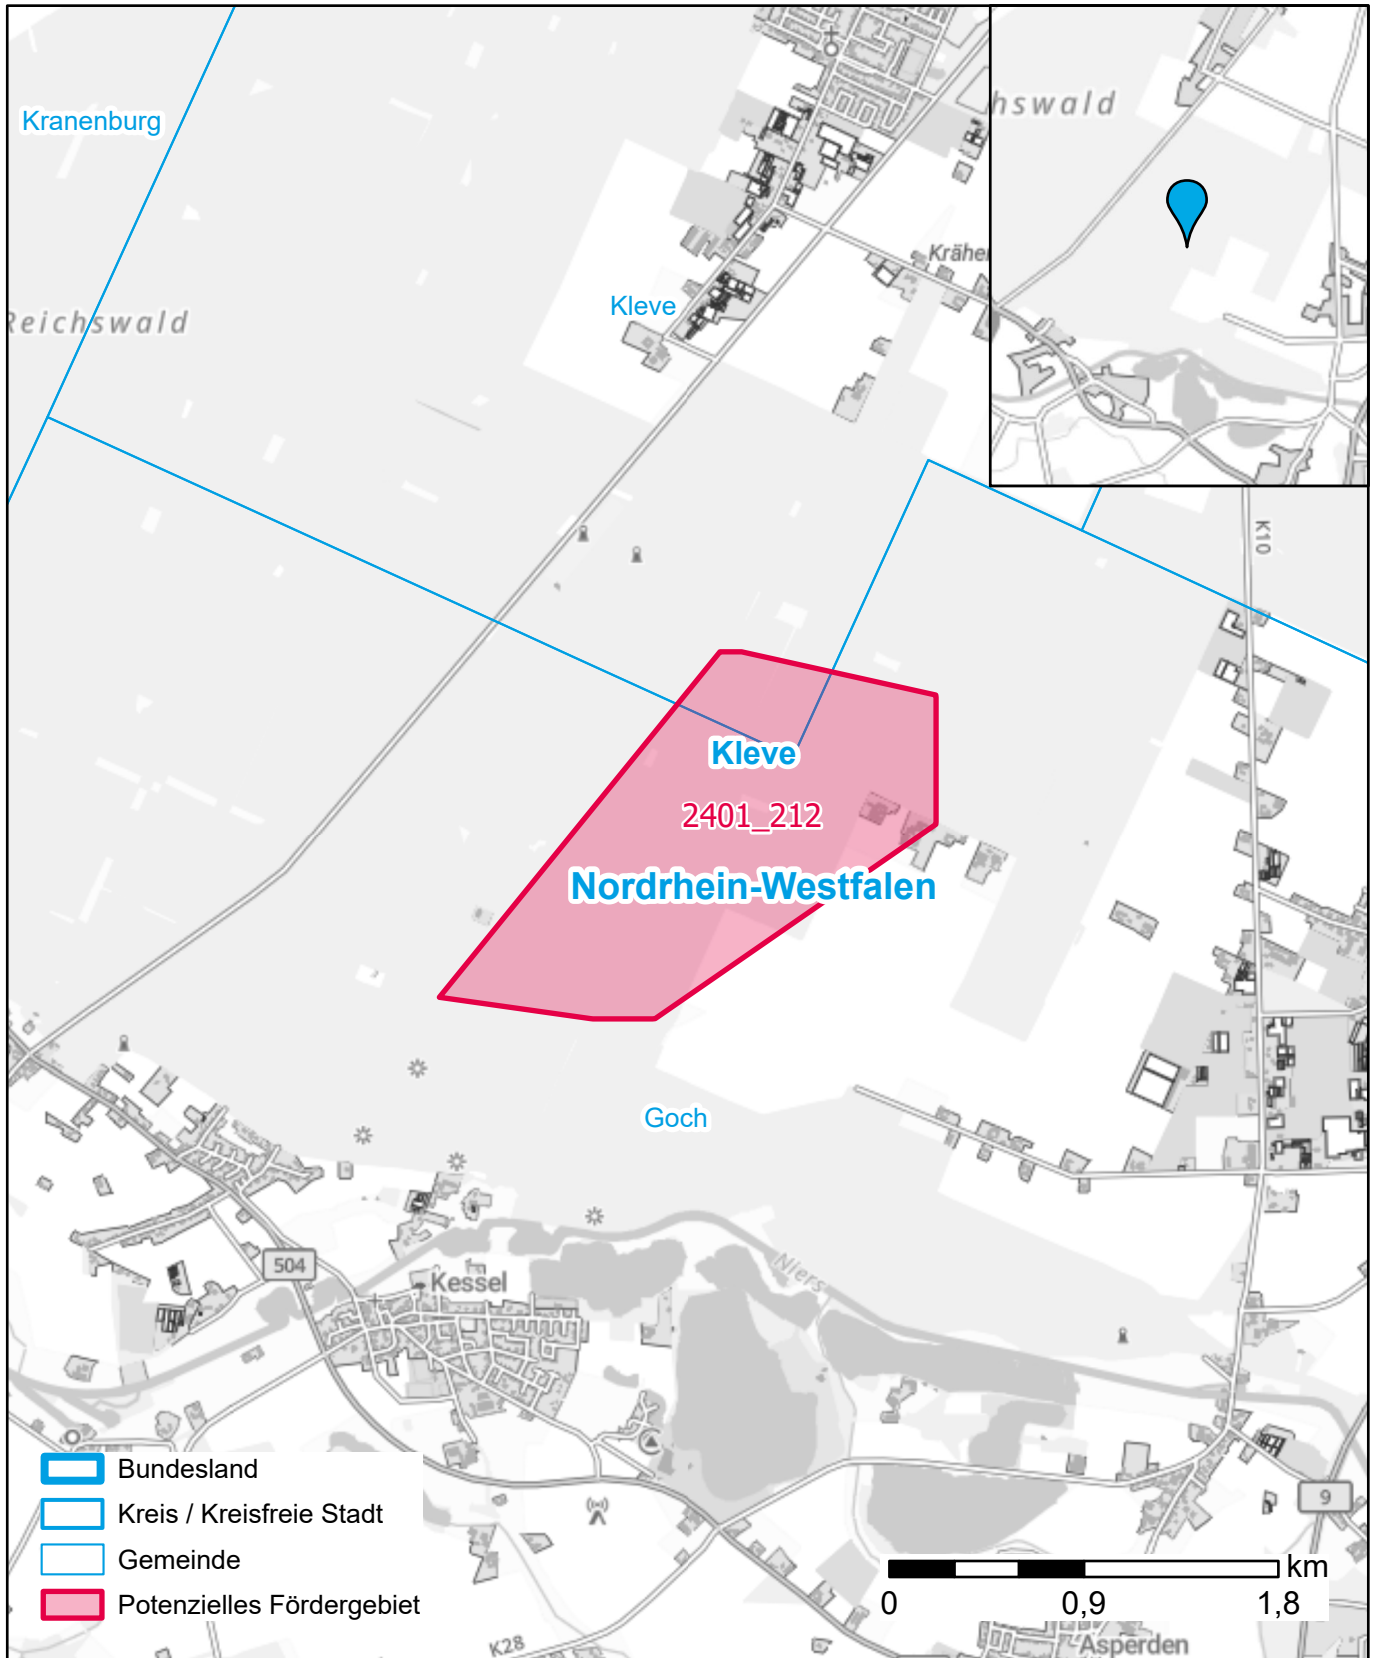 Kranenburg
hswald
Krähe
Kleve
Reichswald
K10
Kleve
2401_212
Nordrhein-Westfalen
Goch
Niers
504
Kessel
Bundesland
Kreis / Kreisfreie Stadt
Gemeinde
Potenzielles Fördergebiet
9
km
0 0,9 1,8
K28
Asperden